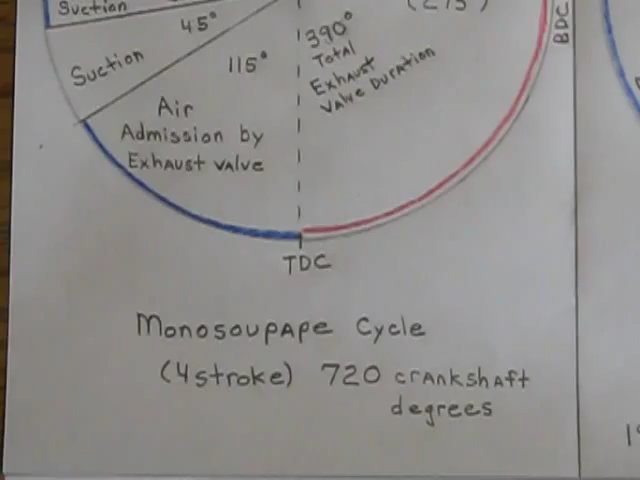 Suction
45°
(275°)
390°
Total
Exhaust
Valve Duration
BDC
Suction
115°
Air
Admission by
Exhaust valve
TDC
Monosoupape Cycle
(4stroke) 720 crankshaft
degrees